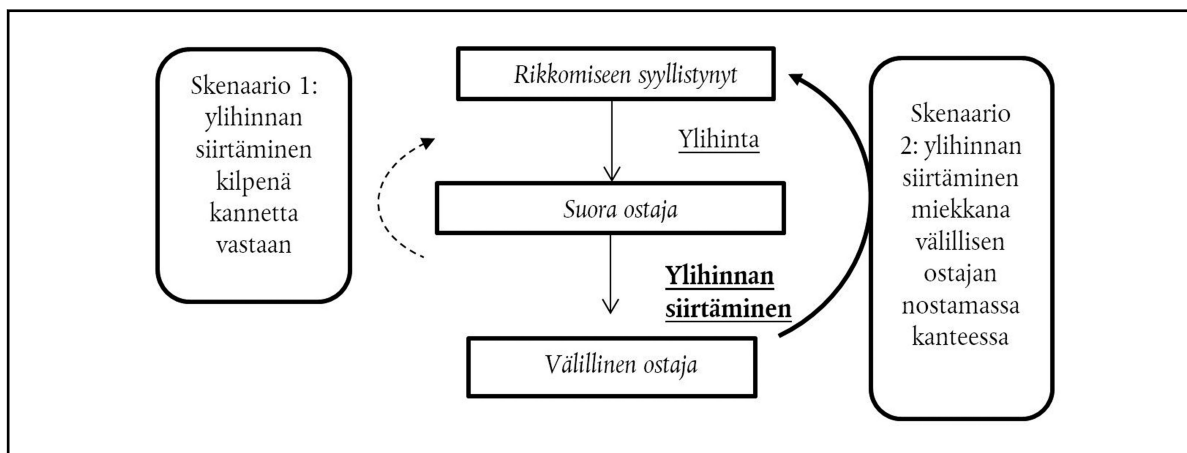 Skenaario 1:
ylihinnan
siirtäminen
kilpenä
kannetta
vastaan
Rikkomiseen syyllistynyt
Ylihinta
Suora ostaja
Ylihinnan
siirtäminen
Välillinen ostaja
Skenaario
2: ylihinnan
siirtäminen
miekkana
välillisen
ostajan
nostamassa
kanteessa